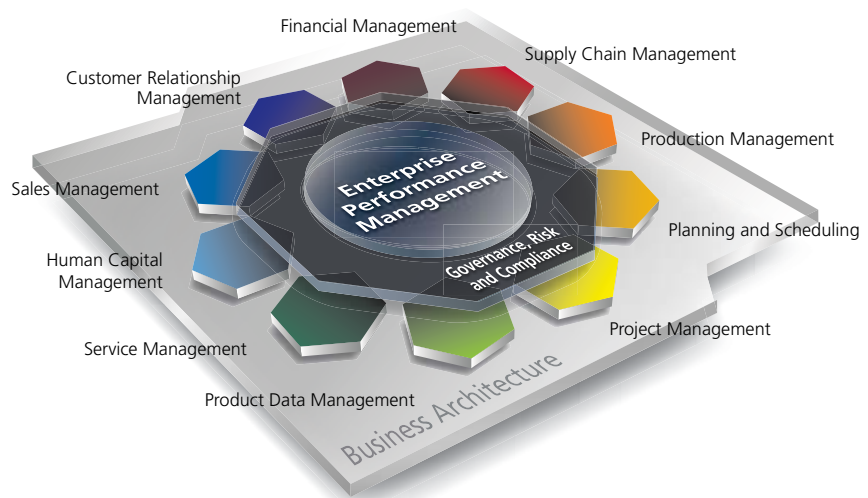 Financial Management
Supply Chain Management
Customer Relationship
Management
Production Management
Enterprise
Performance
Management
Sales Management
Planning and Scheduling
Governance, Risk
and Compliance
Human Capital
Management
Project Management
Service Management
Product Data Management
Business Architecture